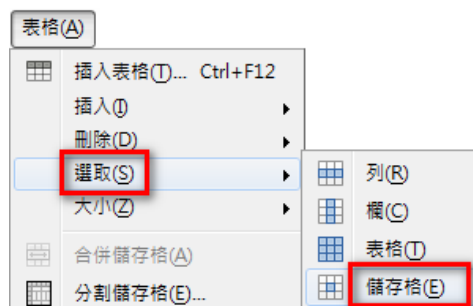 表格(A)
插入表格(T)... Ctrl+F12
插入(I)
刪除(D)
選取(S)
大小(Z)
合併儲存格(A)
分割儲存格(E)...
列(R)
欄(C)
表格(T)
儲存格(E)